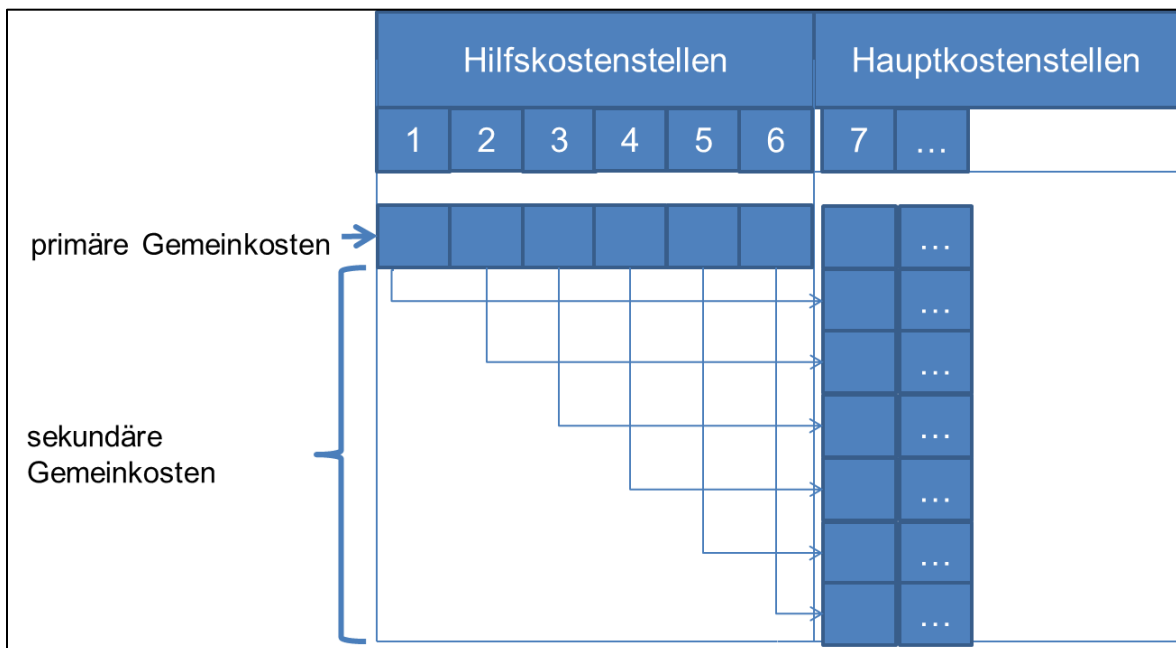 Hilfskostenstellen Hauptkostenstellen
1 2 3 4 5 6 7 ...
primäre Gemeinkosten
...
...
...
sekundäre
Gemeinkosten
...
...
...
...